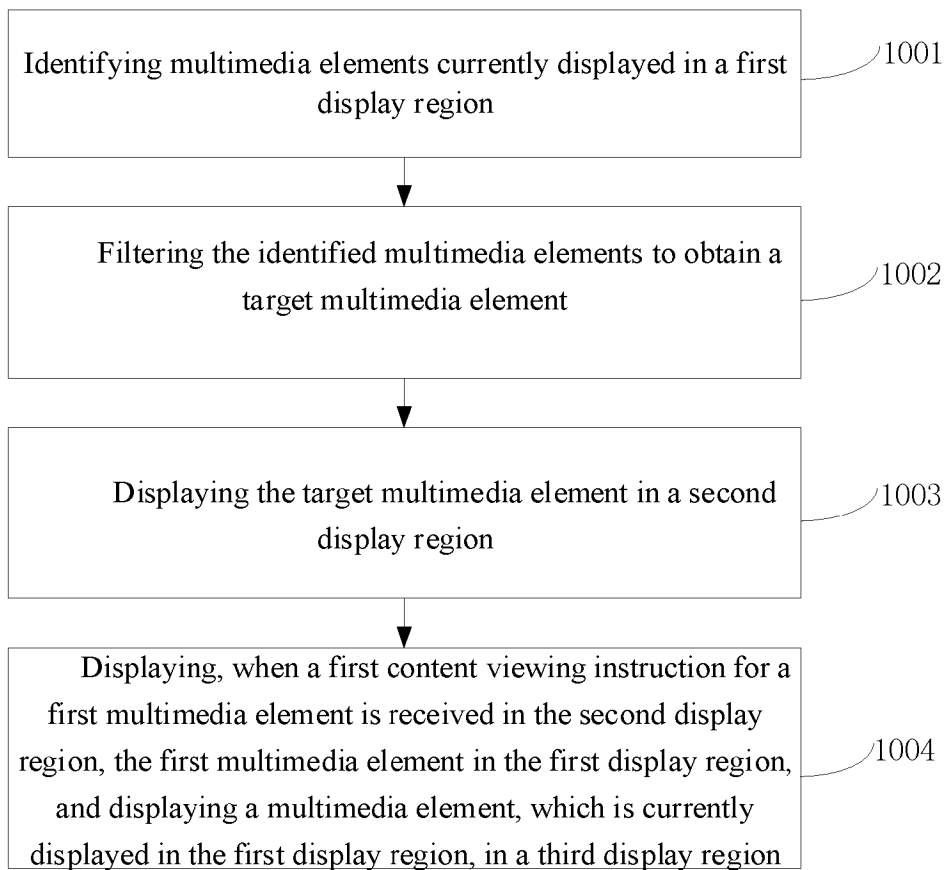 Identifying multimedia elements currently displayed in a first
display region
1001
Filtering the identified multimedia elements to obtain a
target multimedia element
1002
Displaying the target multimedia element in a second
display region
1003
Displaying, when a first content viewing instruction for a
first multimedia element is received in the second display
region, the first multimedia element in the first display region,
and displaying a multimedia element, which is currently
displayed in the first display region, in a third display region
1004